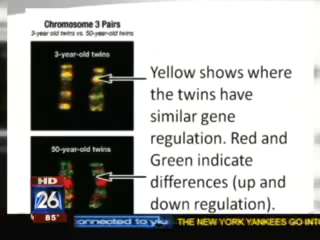 Chromosome 3 Pairs
3-year old twins vs. 50-year-old twins
3-year-old twins
Yellow shows where
the twins have
similar gene
regulation. Red and
Green indicate
differences (up and
down regulation).
50-year-old twins
HD
26
85°
connected to you
THE NEW YORK YANKEES GO INTO